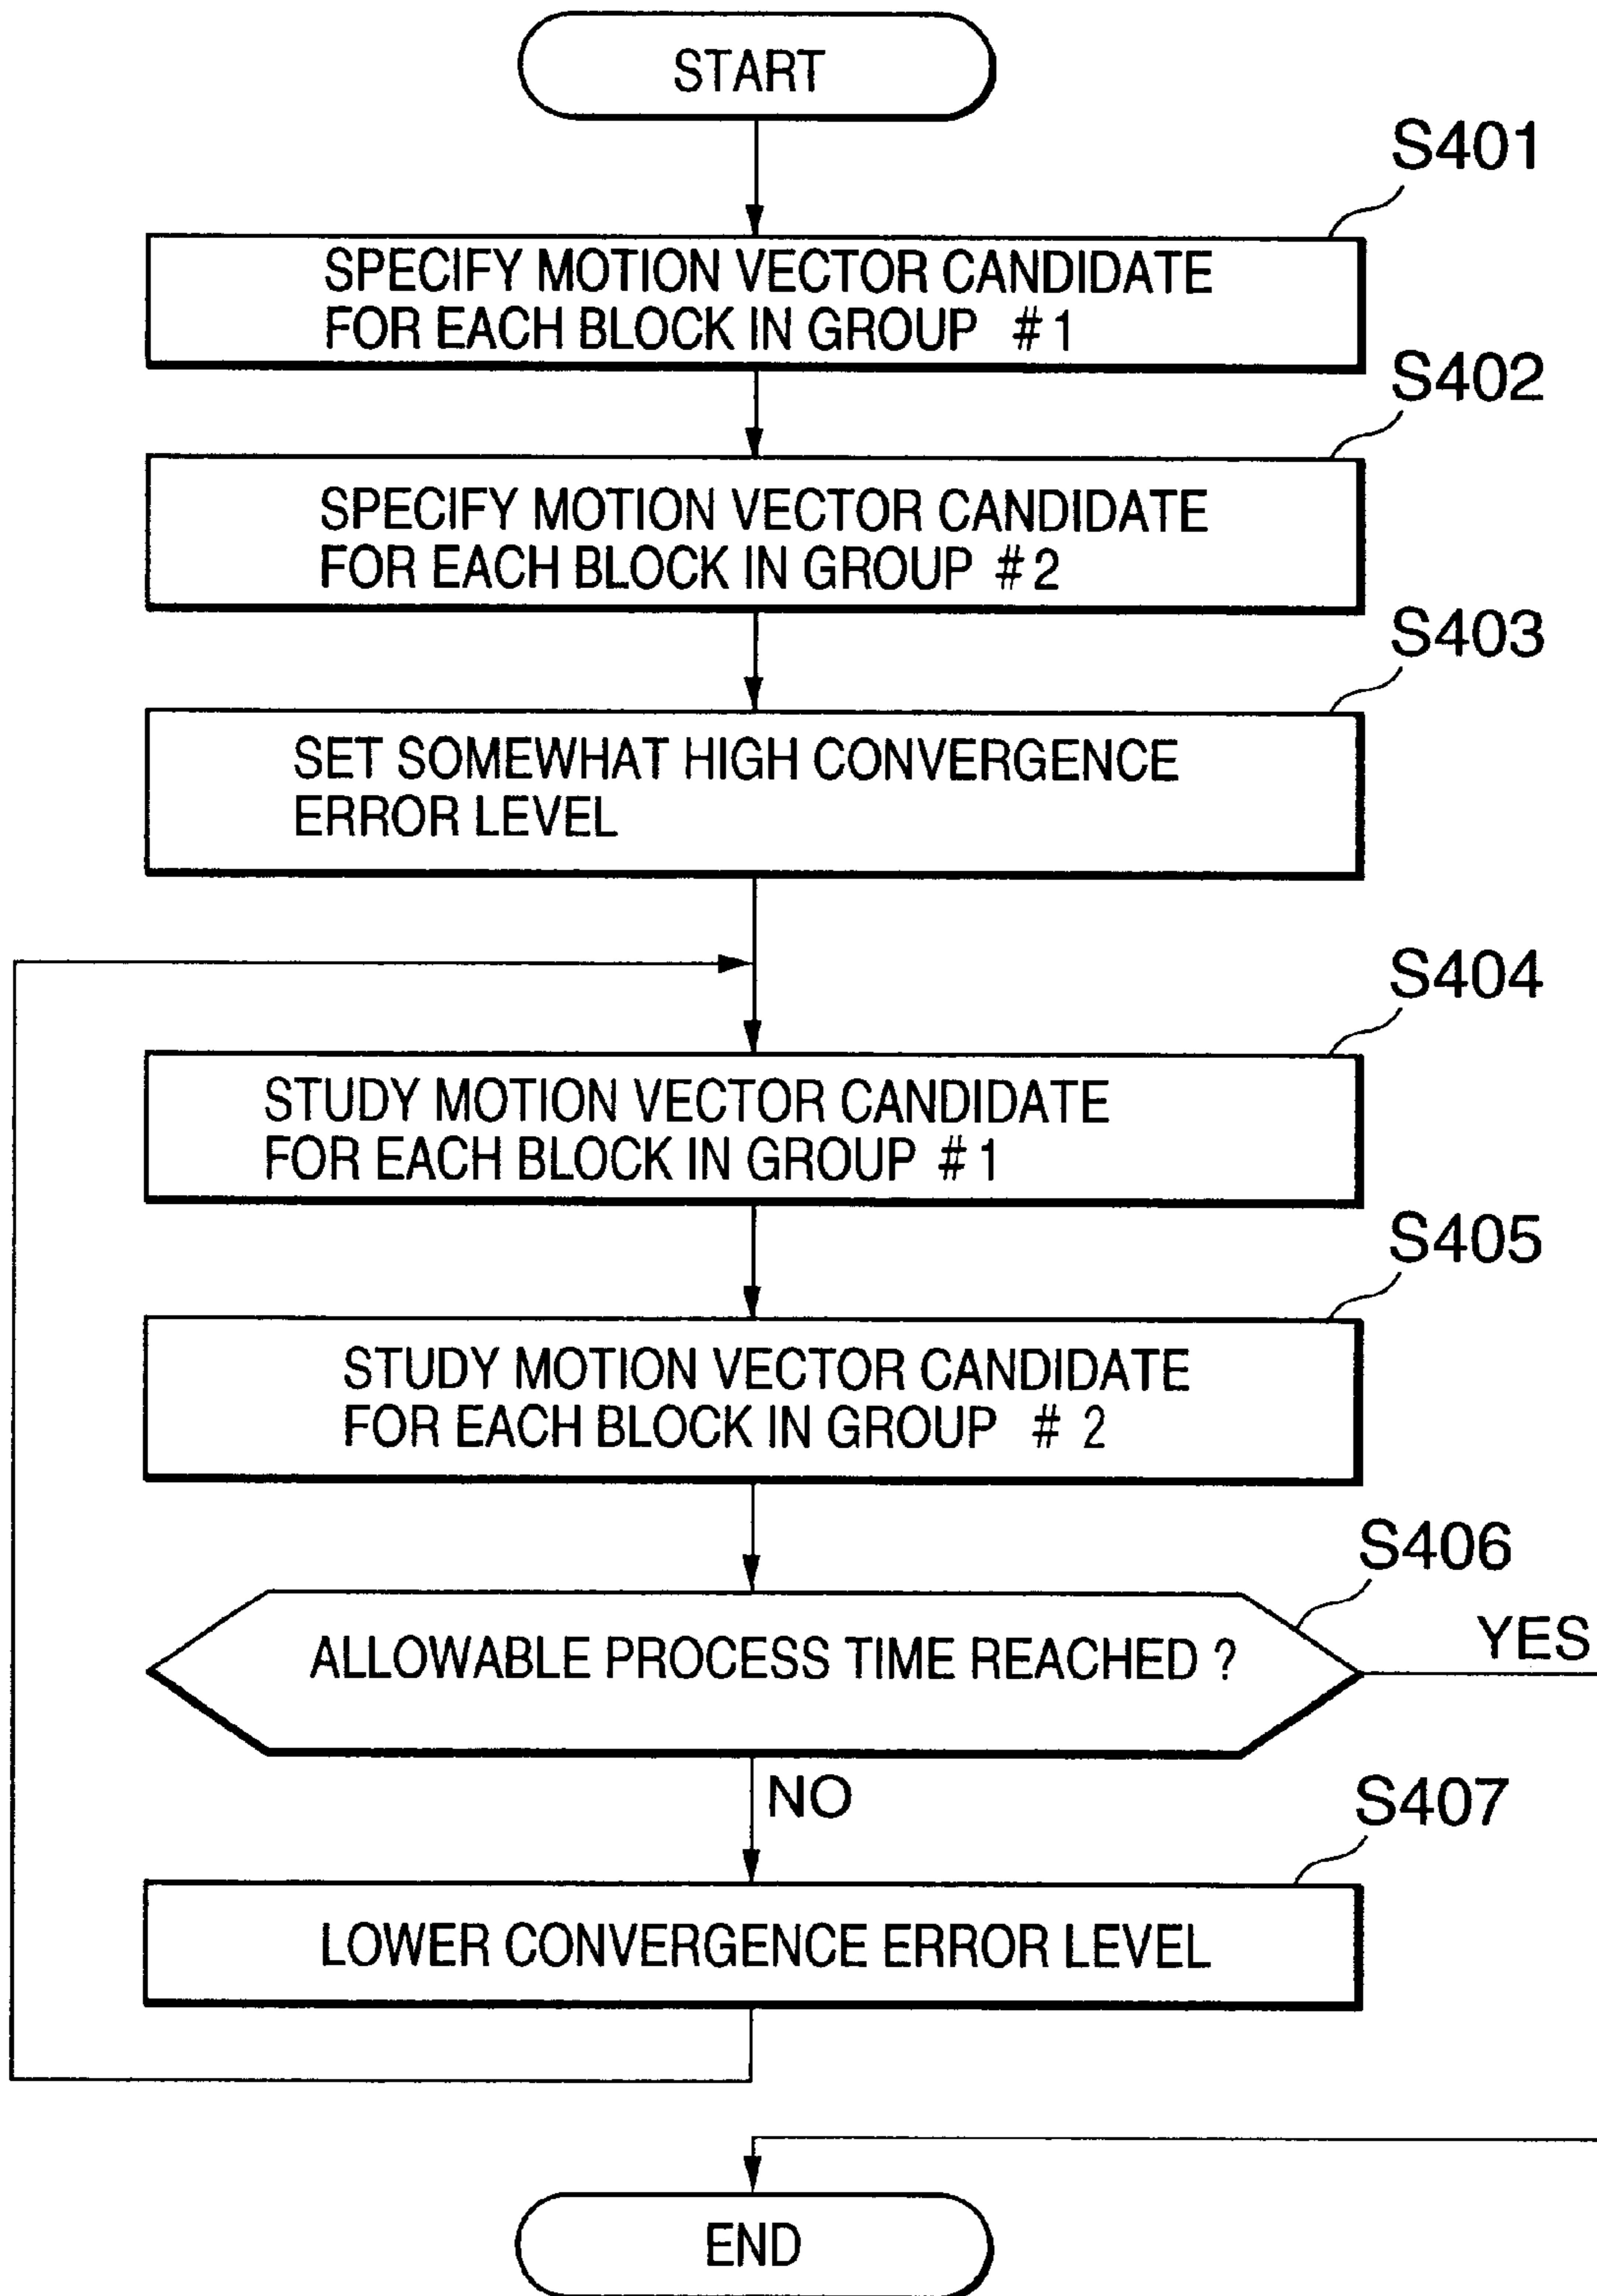 START
S401
SPECIFY MOTION VECTOR CANDIDATE
FOR EACH BLOCK IN GROUP #1
S402
SPECIFY MOTION VECTOR CANDIDATE
FOR EACH BLOCK IN GROUP #2
S403
SET SOMEWHAT HIGH CONVERGENCE
ERROR LEVEL
S404
STUDY MOTION VECTOR CANDIDATE
FOR EACH BLOCK IN GROUP #1
S405
STUDY MOTION VECTOR CANDIDATE
FOR EACH BLOCK IN GROUP # 2
S406
ALLOWABLE PROCESS TIME REACHED ?
YES
NO
S407
LOWER CONVERGENCE ERROR LEVEL
END